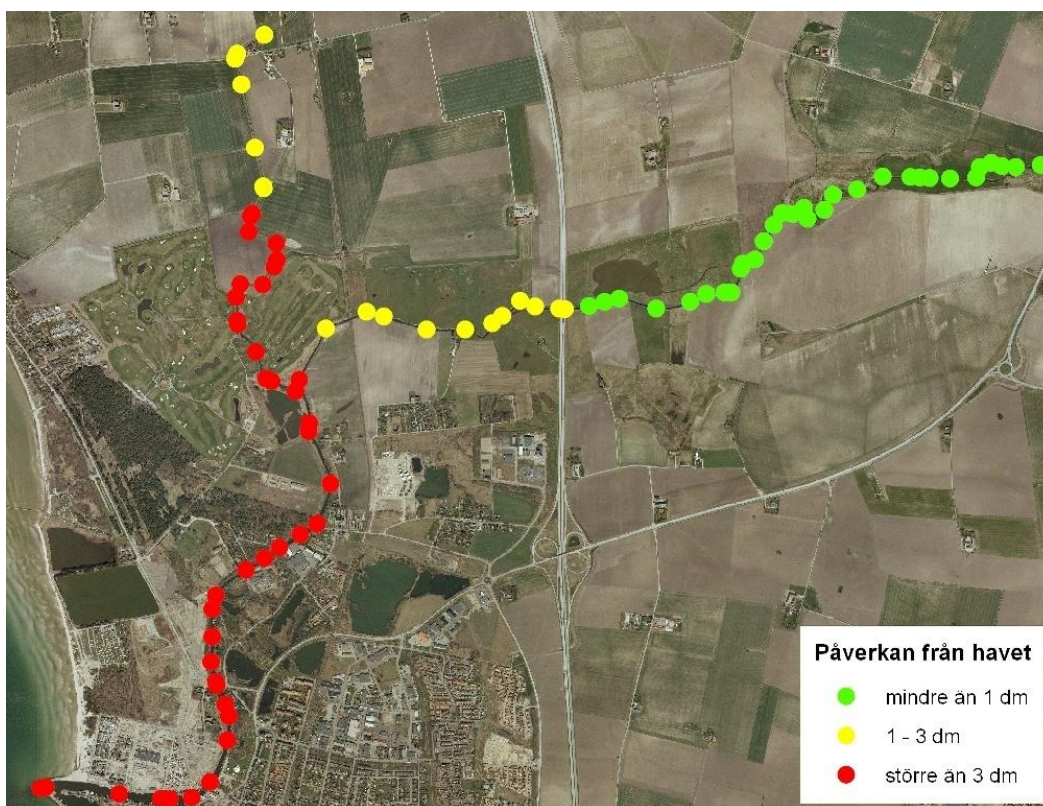 Påverkan från havet
mindre än 1 dm
1 - 3 dm
större än 3 dm